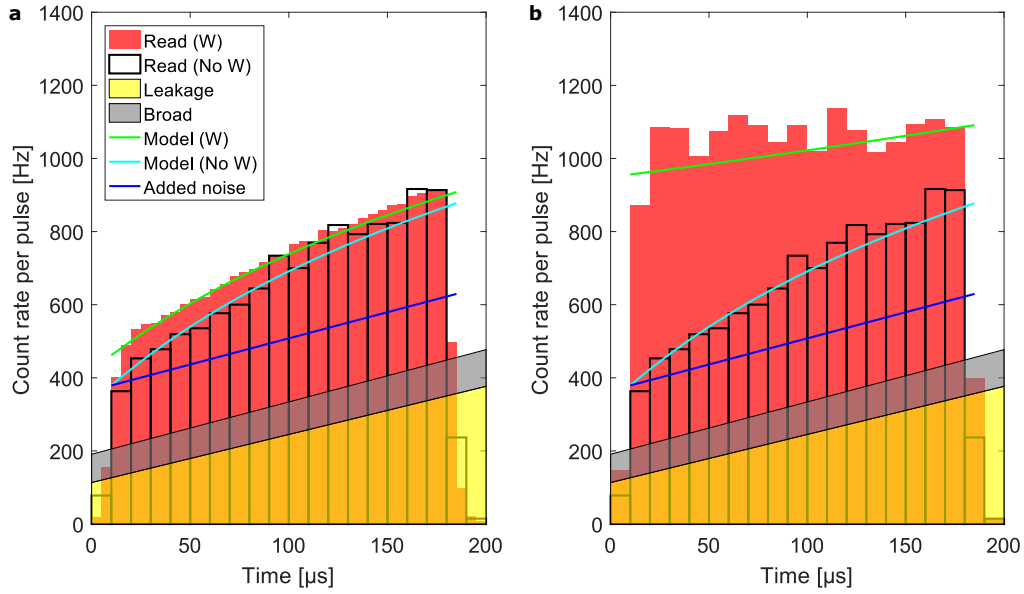 a
1400
1200
1000
800
600
400
200
0
Count rate per pulse [Hz]
Read (W)
Read (No W)
Leakage
Broad
Model (W)
Model (No W)
Added noise
0 50 100 150 200
Time [µs]
b
1400
1200
1000
800
600
400
200
0
Count rate per pulse [Hz]
0 50 100 150 200
Time [µs]